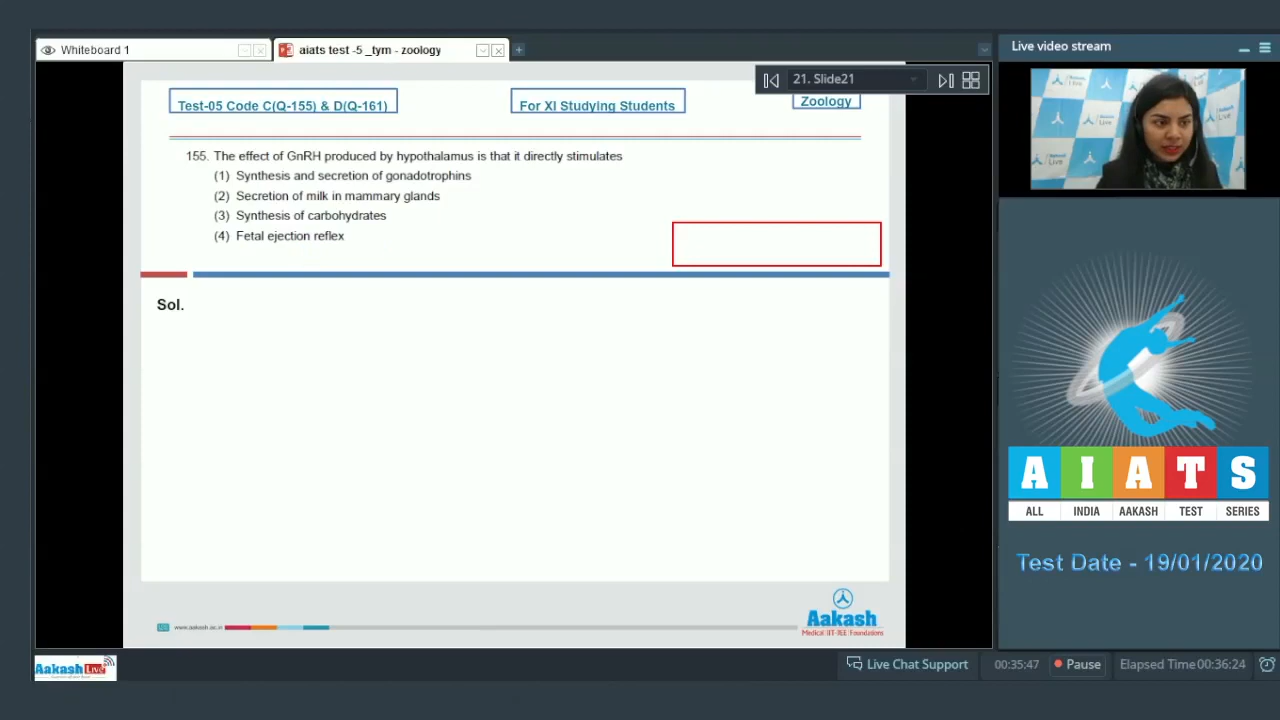 Whiteboard 1
aiats test -5 _tym - zoology
Live video stream
21. Slide21
Test-05 Code C(Q-155) & D(Q-161)
For XI Studying Students
Zoology
155. The effect of GnRH produced by hypothalamus is that it directly stimulates
(1) Synthesis and secretion of gonadotrophins
(2) Secretion of milk in mammary glands
(3) Synthesis of carbohydrates
(4) Fetal ejection reflex
Sol.
A I A T S
ALL INDIA AAKASH TEST SERIES
Test Date - 19/01/2020
www.aakash.ac.in
Aakash
Medical|IIT-JEE|Foundations
Aakash Live
Live Chat Support
00:35:47
Pause
Elapsed Time 00:36:24